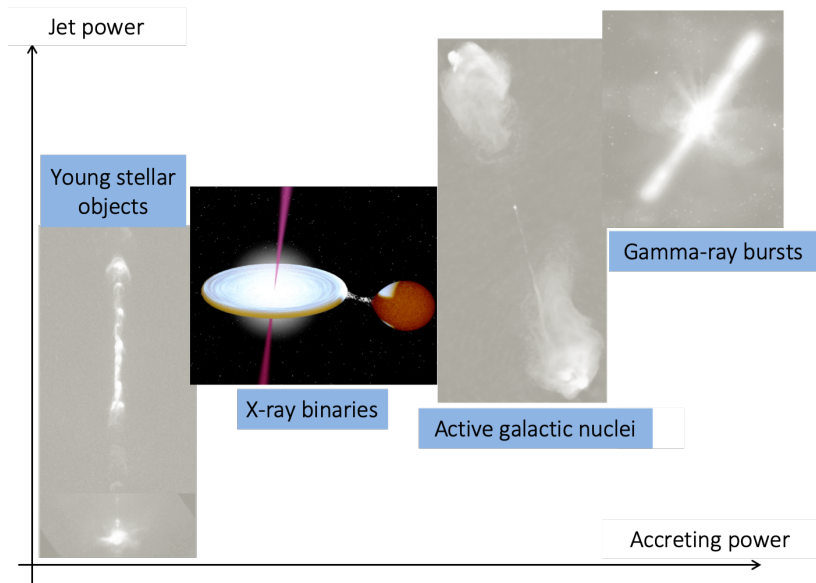 Jet power
Young stellar
objects
X-ray binaries
Active galactic nuclei
Gamma-ray bursts
Accreting power